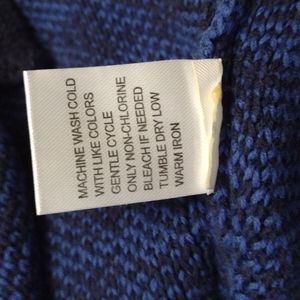 MACHINE WASH COLD
WITH LIKE COLORS
GENTLE CYCLE
ONLY NON-CHLORINE
BLEACH IF NEEDED
TUMBLE DRY LOW
WARM IRON